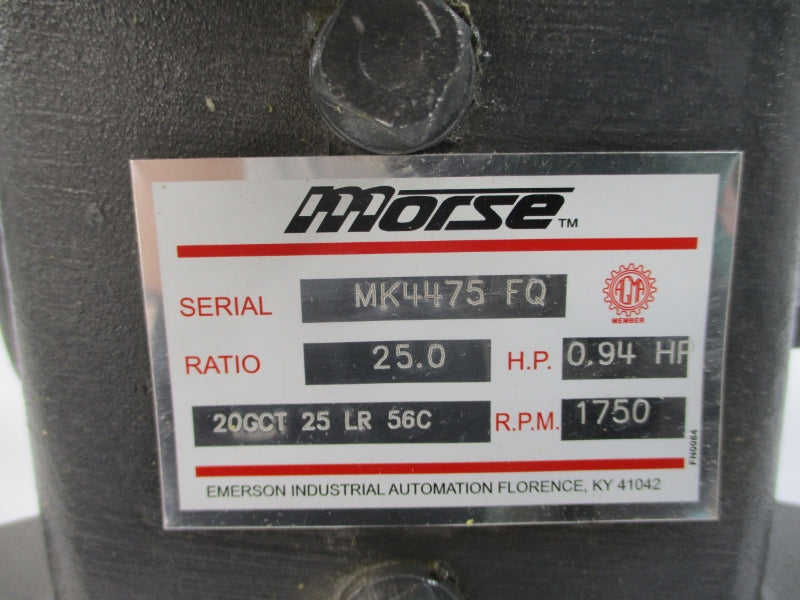 morse™
SERIAL MK4475 FQ
AGMA
MEMBER
RATIO 25.0 H.P. 0.94 HP
20GCT 25 LR 56C R.P.M. 1750
FN0084
EMERSON INDUSTRIAL AUTOMATION FLORENCE, KY 41042